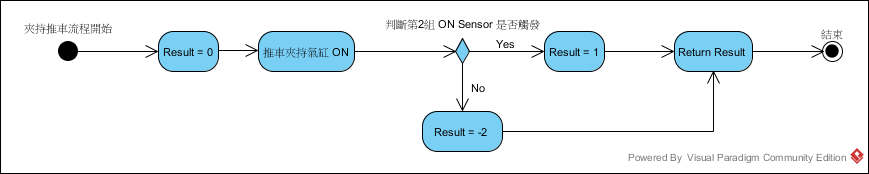 夾持推車流程開始
判斷第2組 ON Sensor 是否觸發
結束
Result = 0
推車夾持氣缸 ON
Yes
Result = 1
Return Result
No
Result = -2
Powered By Visual Paradigm Community Edition